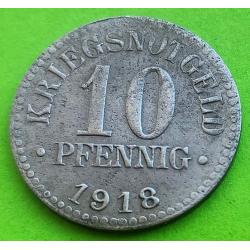 KRIEGSNOTGELD
10
· PFENNIG ·
1918